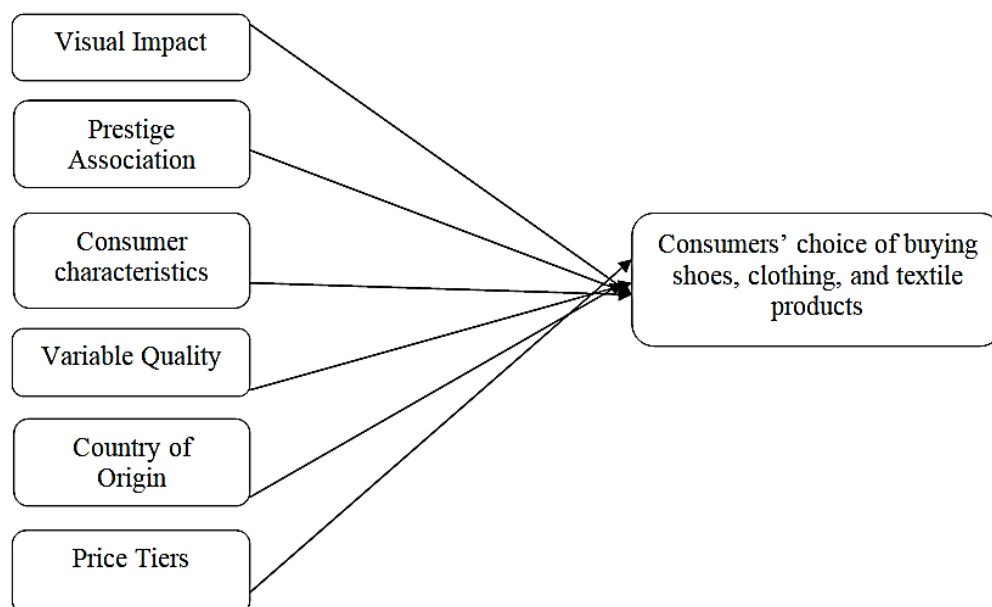 Visual Impact
Prestige
Association
Consumer
characteristics
Variable Quality
Country of
Origin
Price Tiers
Consumers’ choice of buying
shoes, clothing, and textile
products